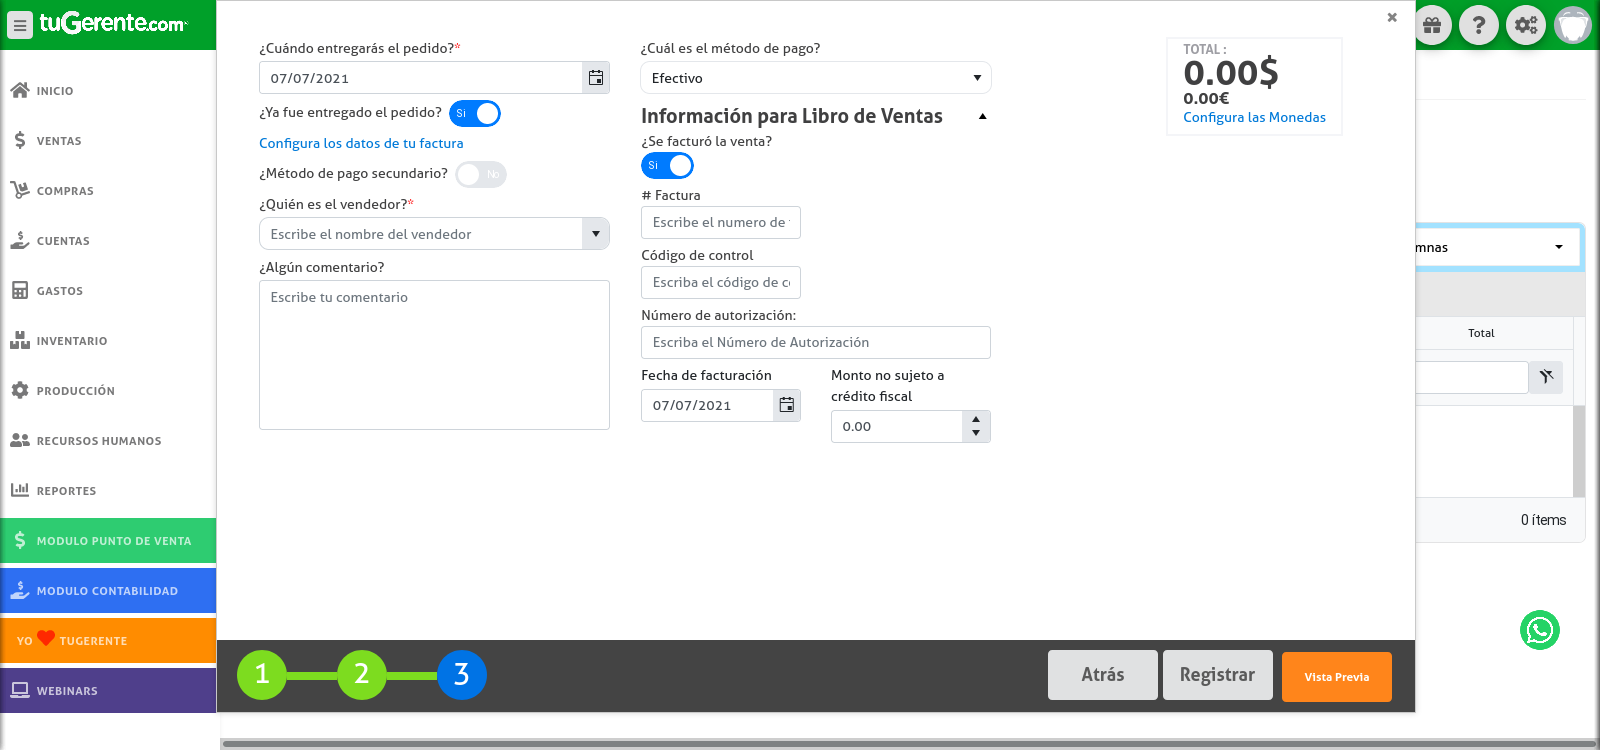 tuGerente.com
INICIO
VENTAS
COMPRAS
CUENTAS
GASTOS
INVENTARIO
PRODUCCIÓN
RECURSOS HUMANOS
REPORTES
MODULO PUNTO DE VENTA
MODULO CONTABILIDAD
YO TUGERENTE
WEBINARS
¿Cuándo entregarás el pedido?*
07/07/2021
¿Ya fue entregado el pedido? Si
Configura los datos de tu factura
¿Método de pago secundario? No
¿Quién es el vendedor?*
Escribe el nombre del vendedor
¿Algún comentario?
Escribe tu comentario
¿Cuál es el método de pago?
Efectivo
Información para Libro de Ventas
¿Se facturó la venta?
Si
# Factura
Escribe el numero de
Código de control
Escriba el código de
Número de autorización:
Escriba el Número de Autorización
Fecha de facturación
07/07/2021
Monto no sujeto a
crédito fiscal
0.00
TOTAL :
0.00$
0.00€
Configura las Monedas
?
mnas
Total
0 ítems
1
2
3
Atrás
Registrar
Vista Previa